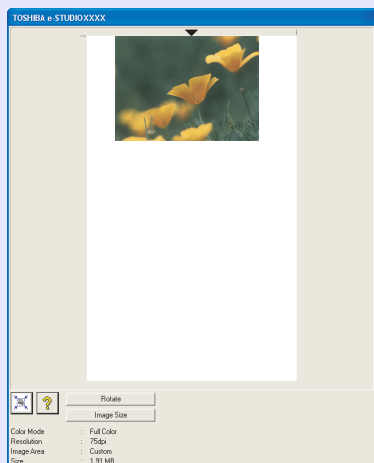 TOSHIBA e-STUDIOXXXX
?
Rotate
Image Size
Color Mode : Full Color
Resolution : 75dpi
Image Area : Custom
Size : 1.91 MB